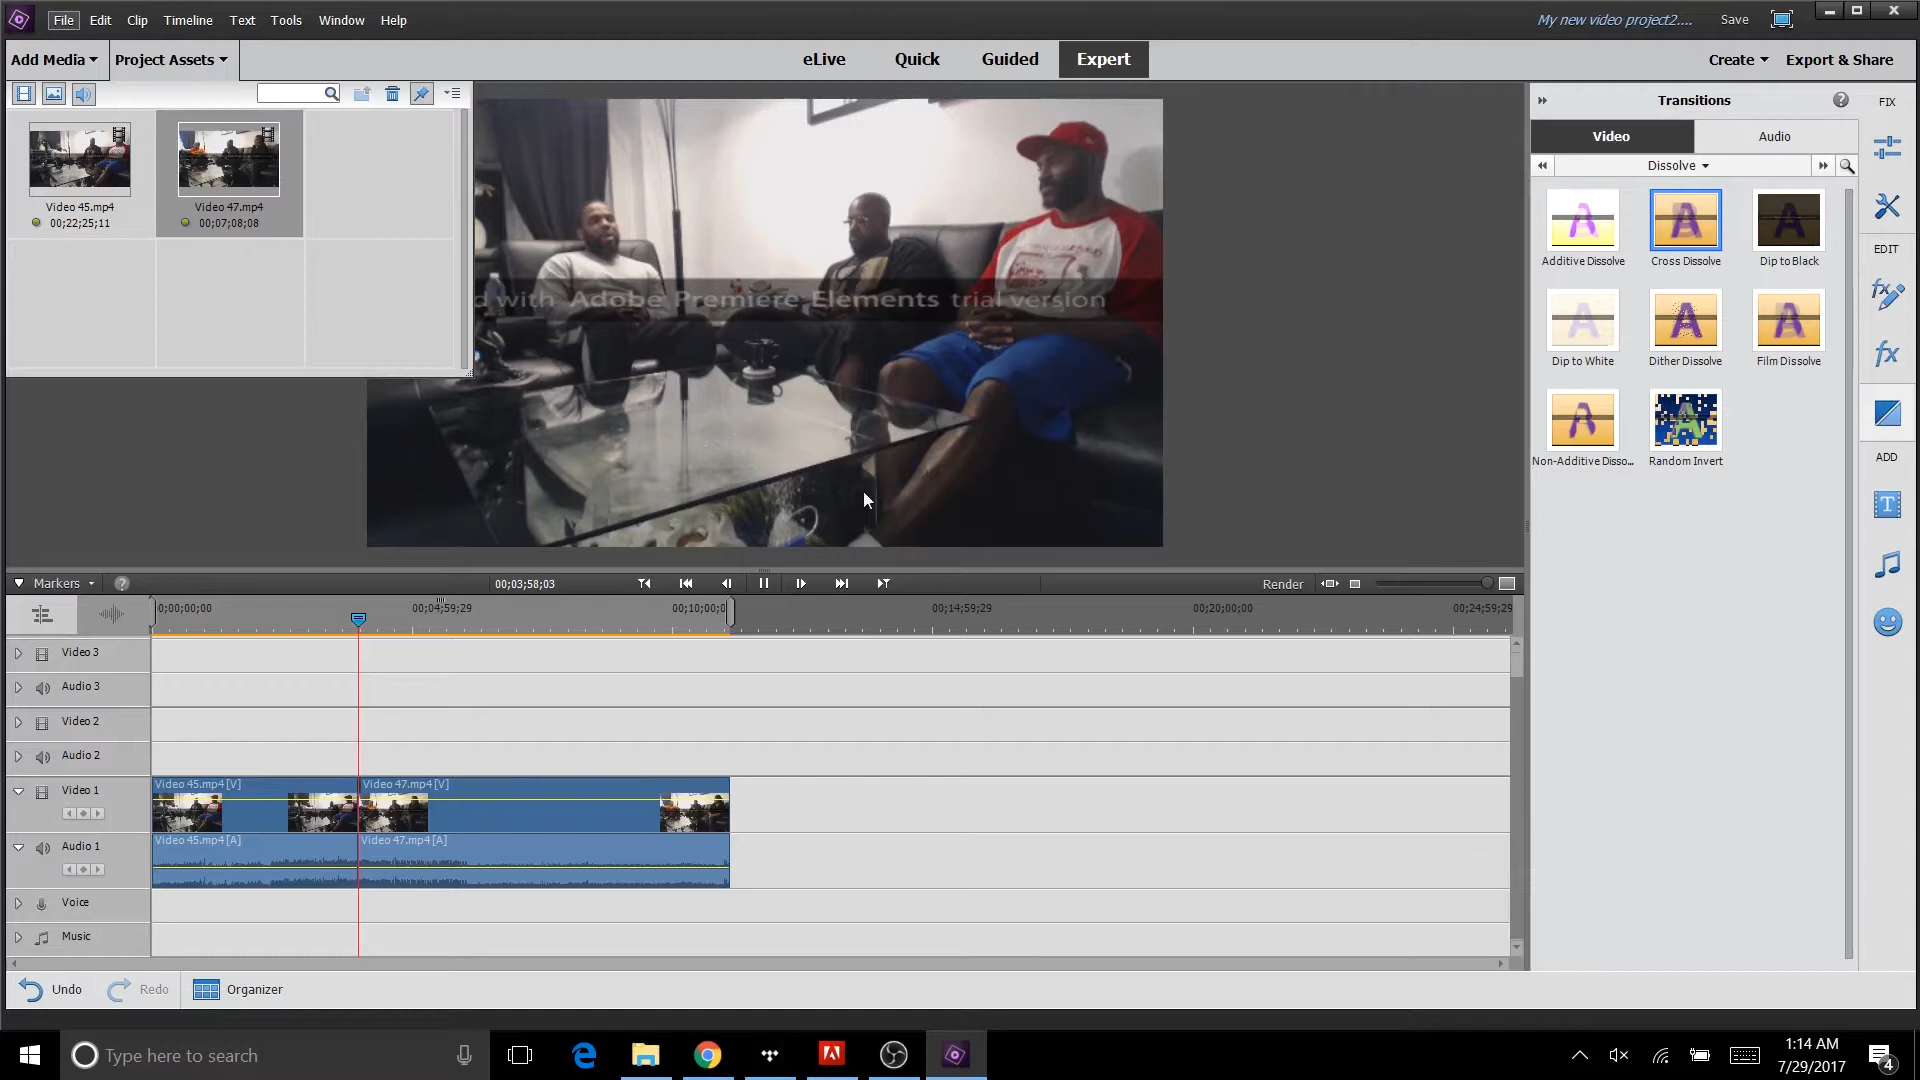 File Edit Clip Timeline Text Tools Window Help
My new video project2.... Save
Add Media Project Assets
eLive Quick Guided Expert
Create Export & Share
Video 45.mp4
00;22;25;11
Video 47.mp4
00;07;08;08
d with Adobe Premiere Elements trial version
Transitions
Video Audio
Dissolve
Additive Dissolve Cross Dissolve Dip to Black
Dip to White Dither Dissolve Film Dissolve
Non-Additive Disso... Random Invert
FIX
EDIT
ADD
Markers
00;03;58;03
Render
0;00;00;00 00;04;59;29 00;10;00;0 00;14;59;29 00;20;00;00 00;24;59;29
Video 3
Audio 3
Video 2
Audio 2
Video 1
Video 45.mp4 [V] Video 47.mp4 [V]
Audio 1
Video 45.mp4 [A] Video 47.mp4 [A]
Voice
Music
Undo Redo Organizer
Type here to search
1:14 AM
7/29/2017
4